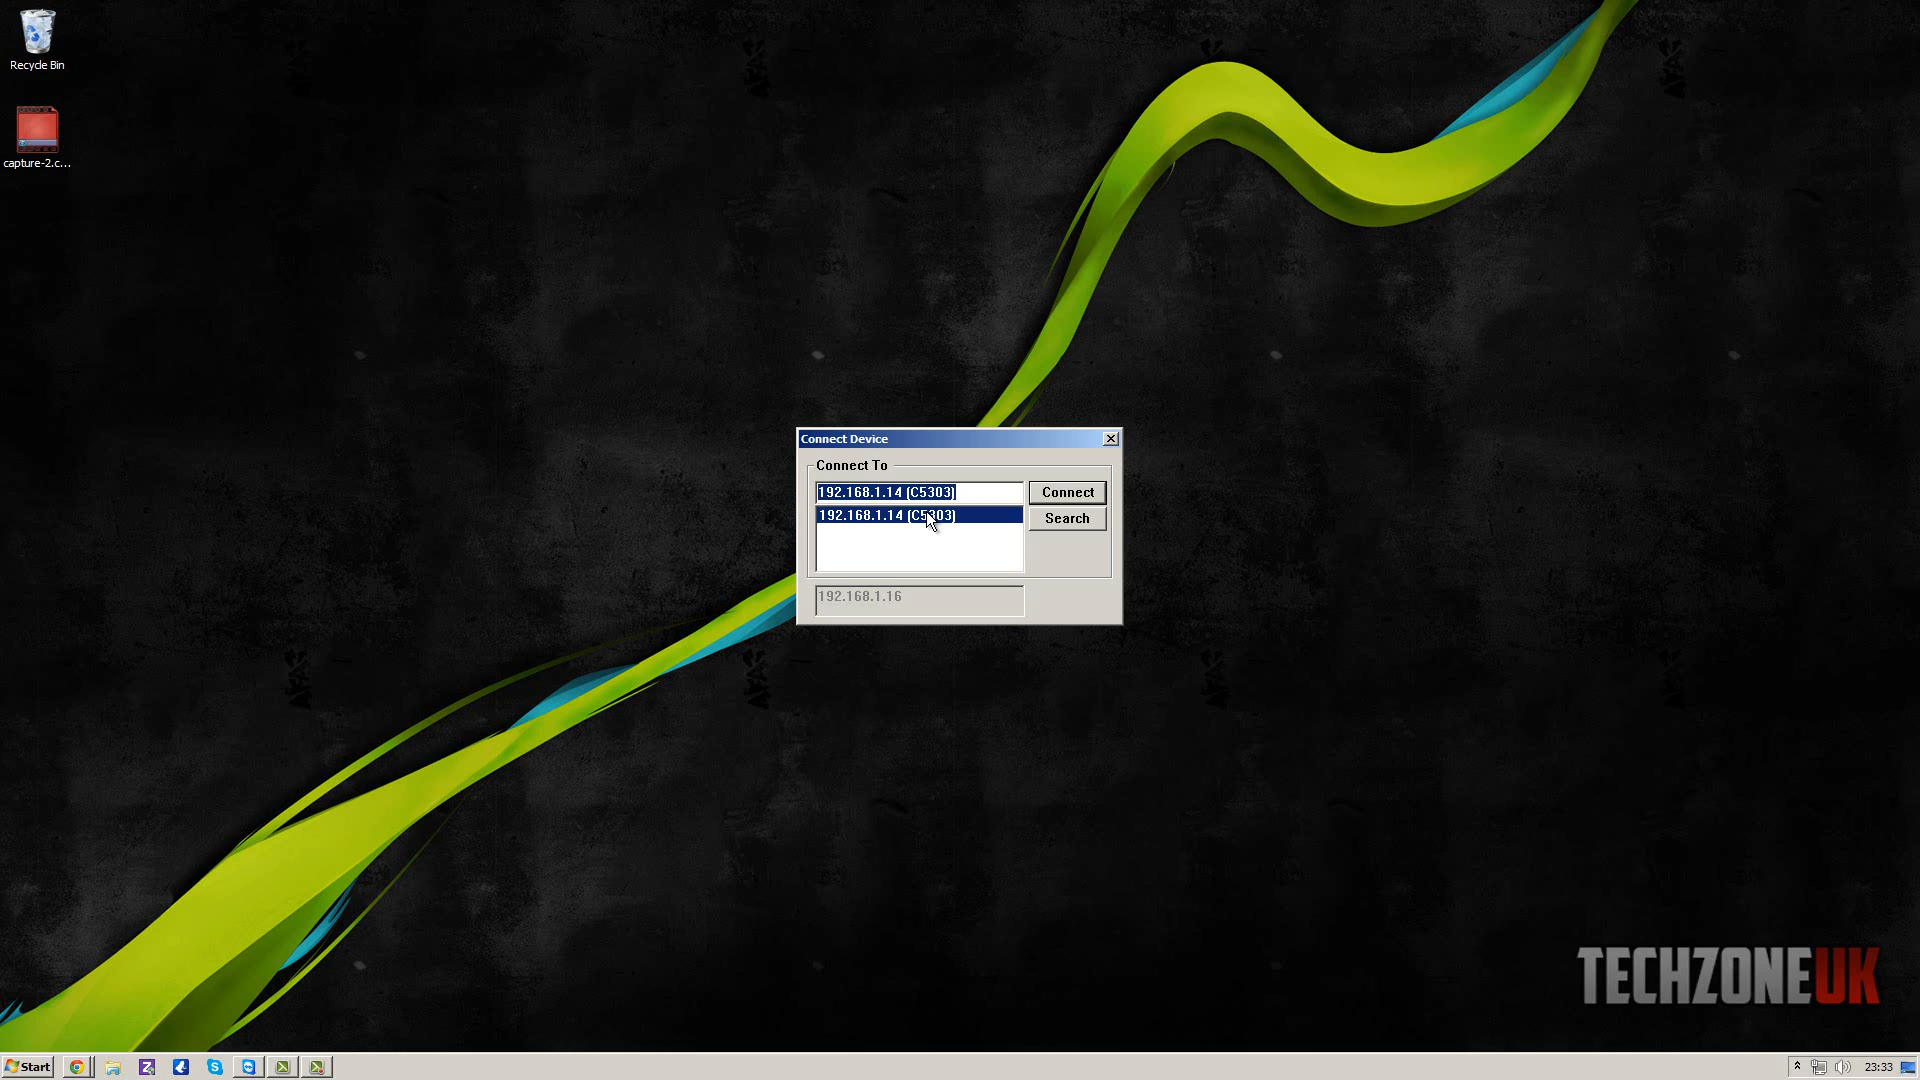 Recycle Bin
capture-2.c...
Connect Device
Connect To
192.168.1.14 (C5303)
Connect
192.168.1.14 (C5303)
Search
192.168.1.16
TECHZONEUK
Start
23:33